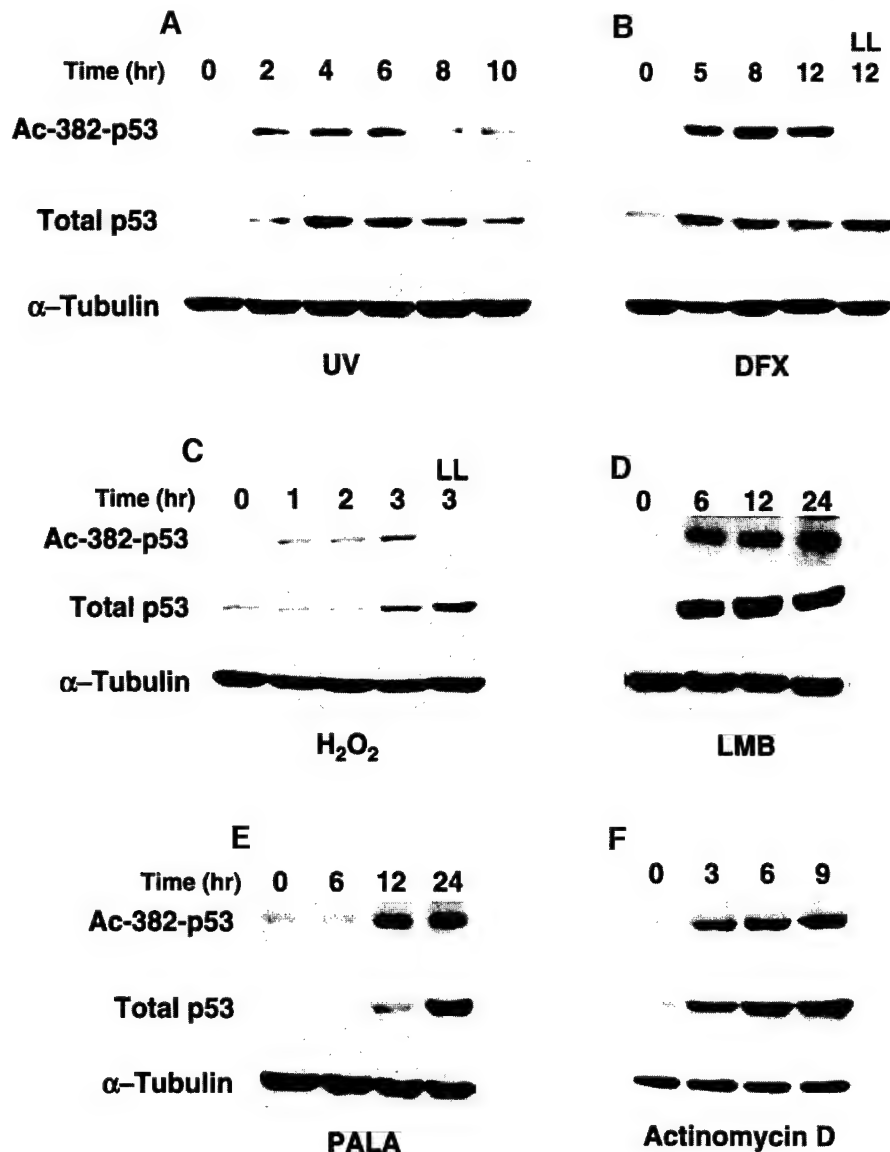 A
Time (hr) 0 2 4 6 8 10
Ac-382-p53
Total p53
α–Tubulin
UV
B
LL
0 5 8 12 12
DFX
C
LL
Time (hr) 0 1 2 3 3
Ac-382-p53
Total p53
α–Tubulin
H₂O₂
D
0 6 12 24
LMB
E
Time (hr) 0 6 12 24
Ac-382-p53
Total p53
α–Tubulin
PALA
F
0 3 6 9
Actinomycin D